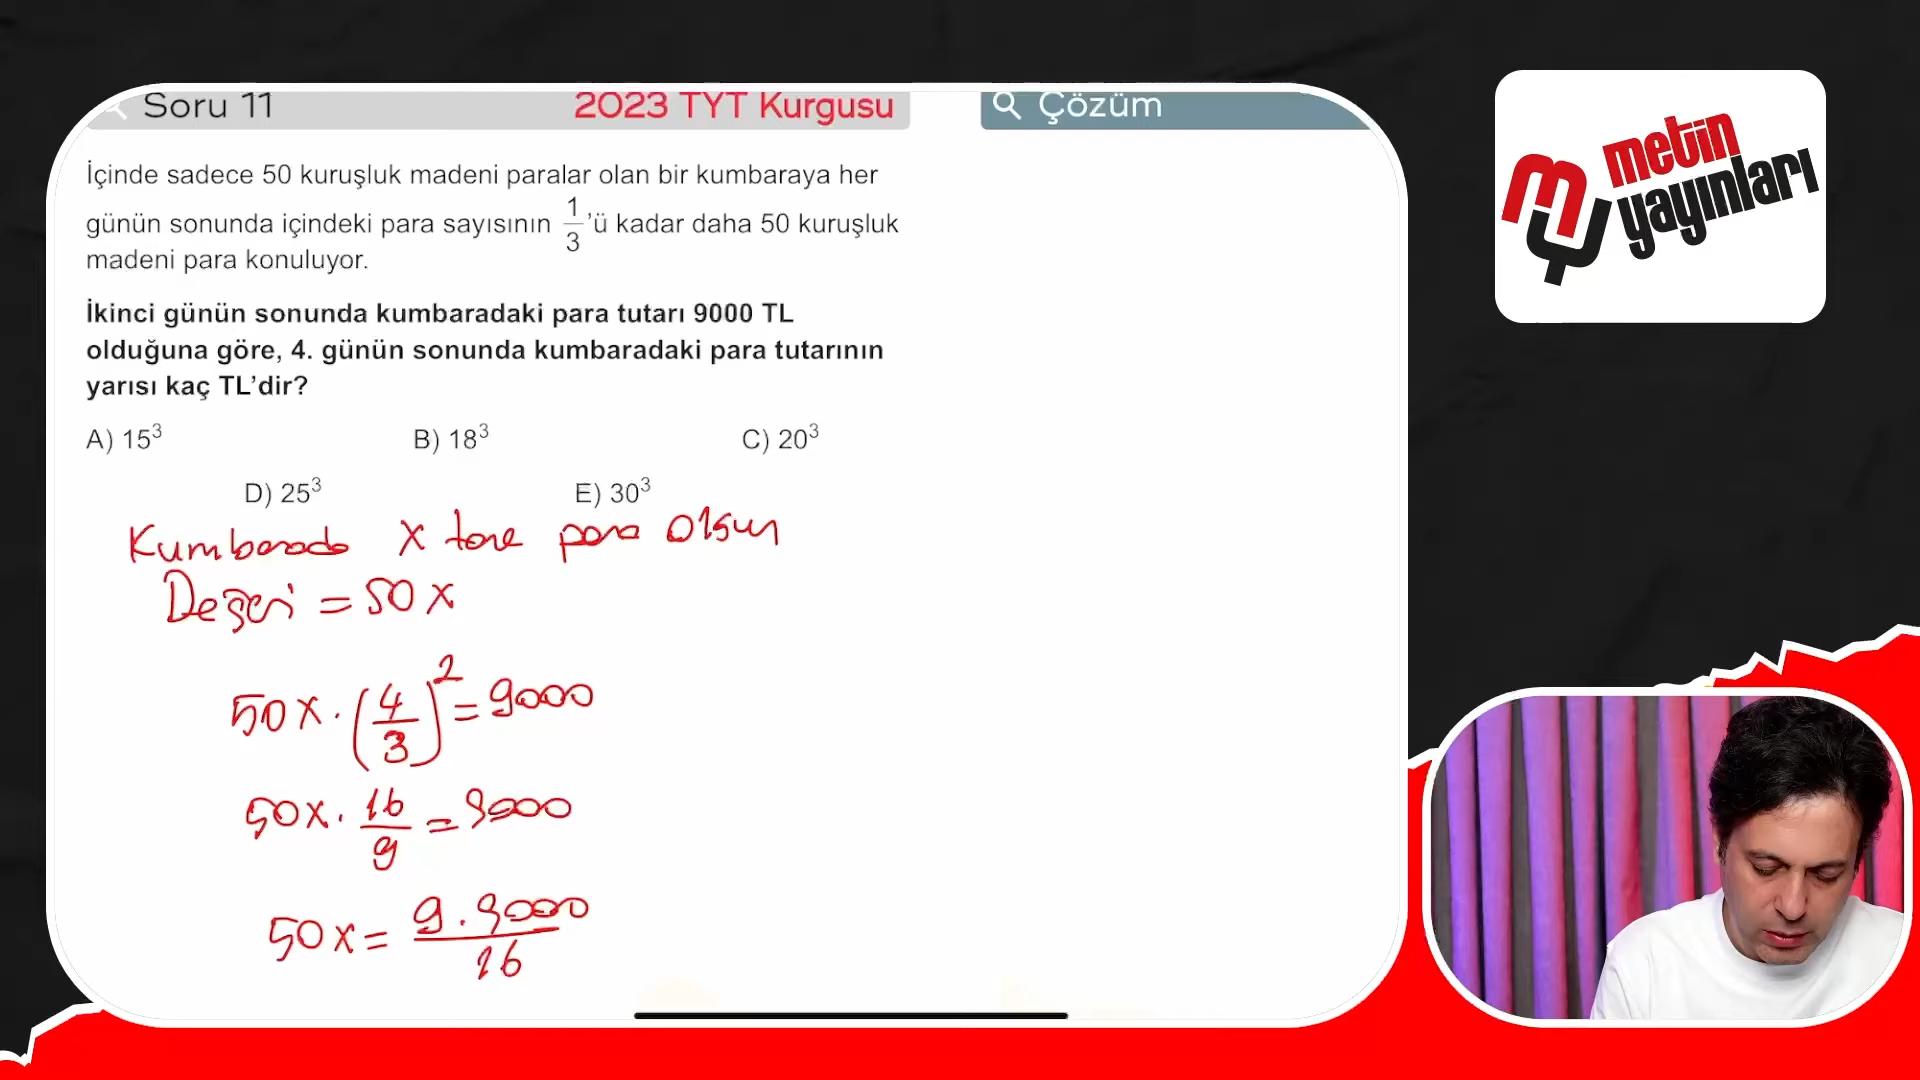 Soru 11
2023 TYT Kurgusu
Çözüm
İçinde sadece 50 kuruşluk madeni paralar olan bir kumbaraya her
günün sonunda içindeki para sayısının 1/3 'ü kadar daha 50 kuruşluk
madeni para konuluyor.
İkinci günün sonunda kumbaradaki para tutarı 9000 TL
olduğuna göre, 4. günün sonunda kumbaradaki para tutarının
yarısı kaç TL'dir?
A) 15³ B) 18³ C) 20³
D) 25³ E) 30³
Kumbarada x tane para olsun
Değeri = 50x
50x . (4/3)² = 9000
50x . 16/9 = 9000
50x = 9.9000/16
metin
yayınları